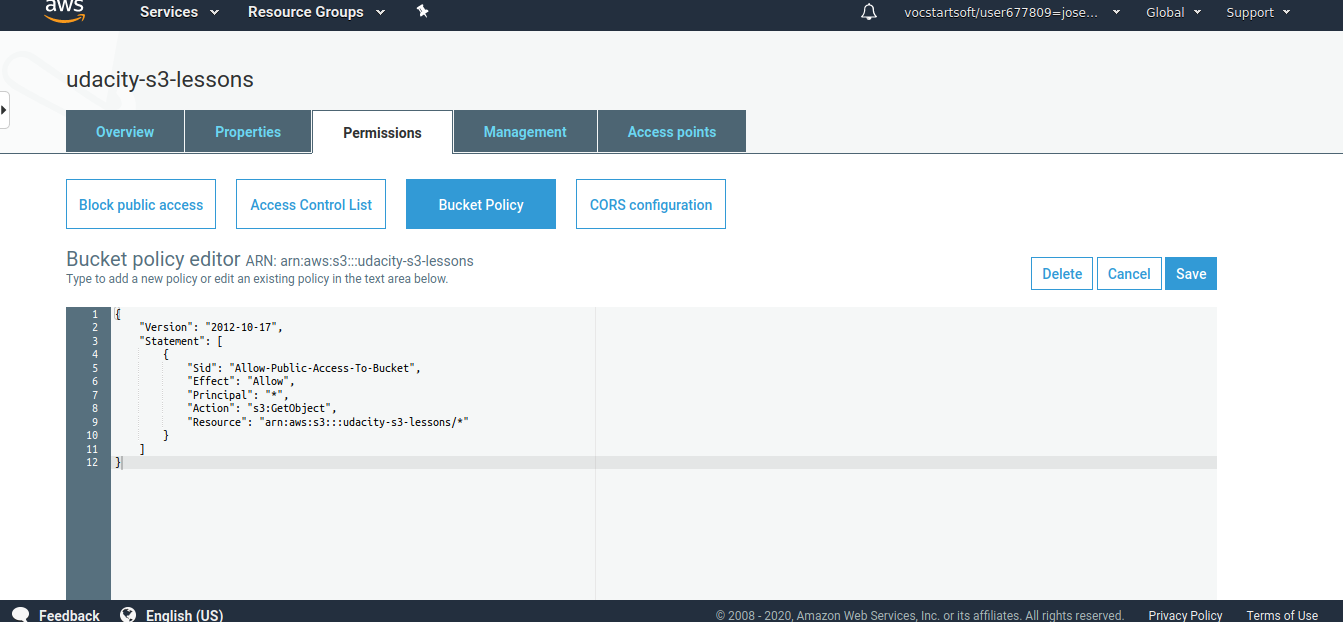 aws Services Resource Groups vocstartsoft/user677809=jose... Global Support
udacity-s3-lessons
Overview Properties Permissions Management Access points
Block public access Access Control List Bucket Policy CORS configuration
Bucket policy editor ARN: arn:aws:s3:::udacity-s3-lessons
Type to add a new policy or edit an existing policy in the text area below.
Delete Cancel Save
1 {
2 "Version": "2012-10-17",
3 "Statement": [
4 {
5 "Sid": "Allow-Public-Access-To-Bucket",
6 "Effect": "Allow",
7 "Principal": "*",
8 "Action": "s3:GetObject",
9 "Resource": "arn:aws:s3:::udacity-s3-lessons/*"
10 }
11 ]
12 }
Feedback English (US) © 2008 - 2020, Amazon Web Services, Inc. or its affiliates. All rights reserved. Privacy Policy Terms of Use